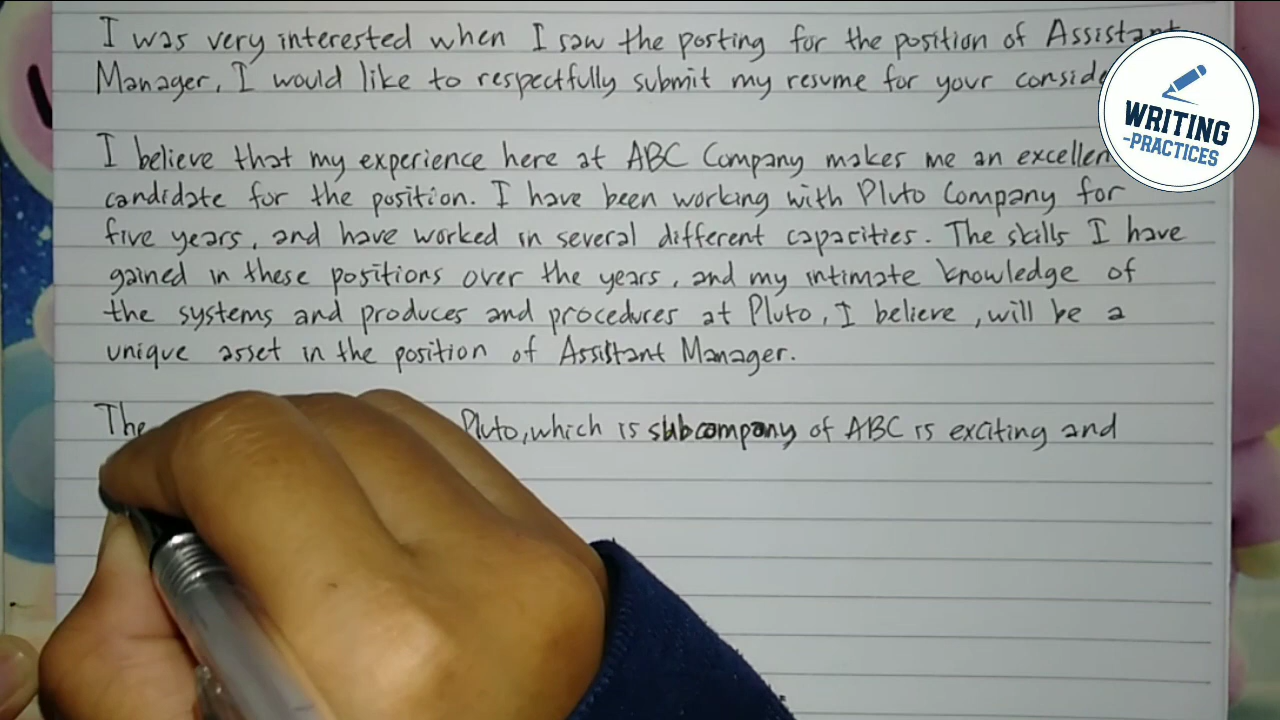 I was very interested when I saw the posting for the position of Assistant
Manager, I would like to respectfully submit my resume for your
I believe that my experience here at ABC Company makes me an
candidate for the position. I have been working with Pluto Company for
five years, and have worked in several different capacities. The skills I have
gained in these positions over the years, and my intimate knowledge of
the systems and produces and procedures at Pluto, I believe, will be a
unique asset in the position of Assistant Manager.
The Pluto, which is subcompany of ABC is exciting and
WRITING
-PRACTICES